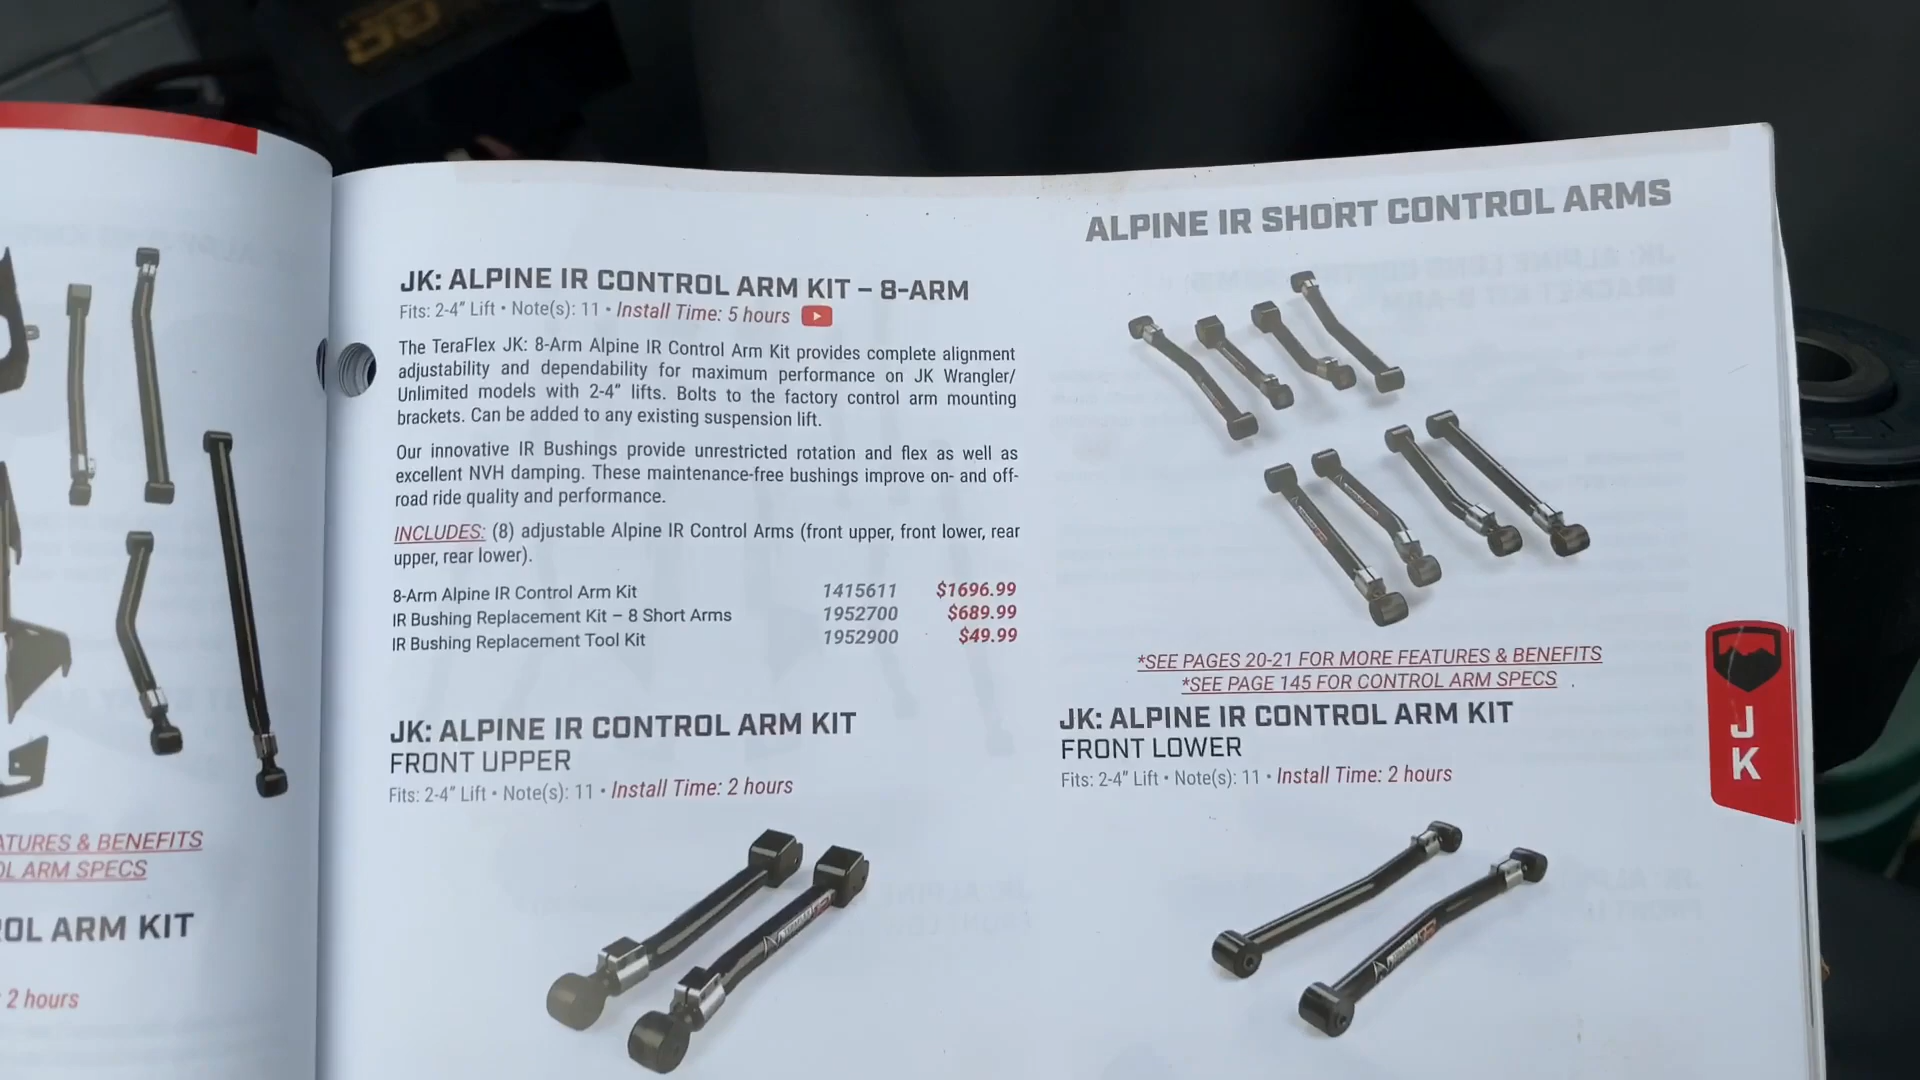 ATURES & BENEFITS
OL ARM SPECS
OL ARM KIT
2 hours
ALPINE IR SHORT CONTROL ARMS
JK: ALPINE IR CONTROL ARM KIT – 8-ARM
Fits: 2-4″ Lift • Note(s): 11 • Install Time: 5 hours
The TeraFlex JK: 8-Arm Alpine IR Control Arm Kit provides complete alignment
adjustability and dependability for maximum performance on JK Wrangler/
Unlimited models with 2-4″ lifts. Bolts to the factory control arm mounting
brackets. Can be added to any existing suspension lift.
Our innovative IR Bushings provide unrestricted rotation and flex as well as
excellent NVH damping. These maintenance-free bushings improve on- and off-
road ride quality and performance.
INCLUDES: (8) adjustable Alpine IR Control Arms (front upper, front lower, rear
upper, rear lower).
8-Arm Alpine IR Control Arm Kit 1415611 $1696.99
IR Bushing Replacement Kit – 8 Short Arms 1952700 $689.99
IR Bushing Replacement Tool Kit 1952900 $49.99
*SEE PAGES 20-21 FOR MORE FEATURES & BENEFITS
*SEE PAGE 145 FOR CONTROL ARM SPECS
JK: ALPINE IR CONTROL ARM KIT
FRONT UPPER
Fits: 2-4″ Lift • Note(s): 11 • Install Time: 2 hours
JK: ALPINE IR CONTROL ARM KIT
FRONT LOWER
Fits: 2-4″ Lift • Note(s): 11 • Install Time: 2 hours
J
K